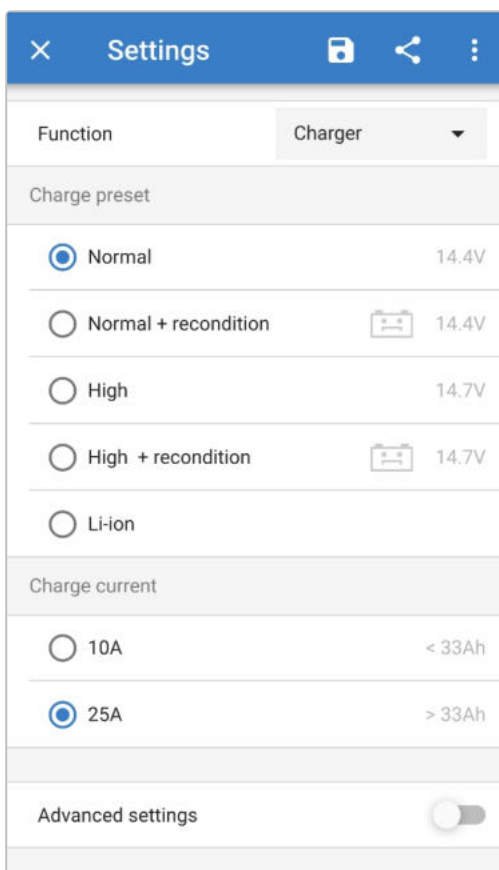 Settings
Function Charger
Charge preset
Normal 14.4V
Normal + recondition 14.4V
High 14.7V
High + recondition 14.7V
Li-ion
Charge current
10A < 33Ah
25A > 33Ah
Advanced settings